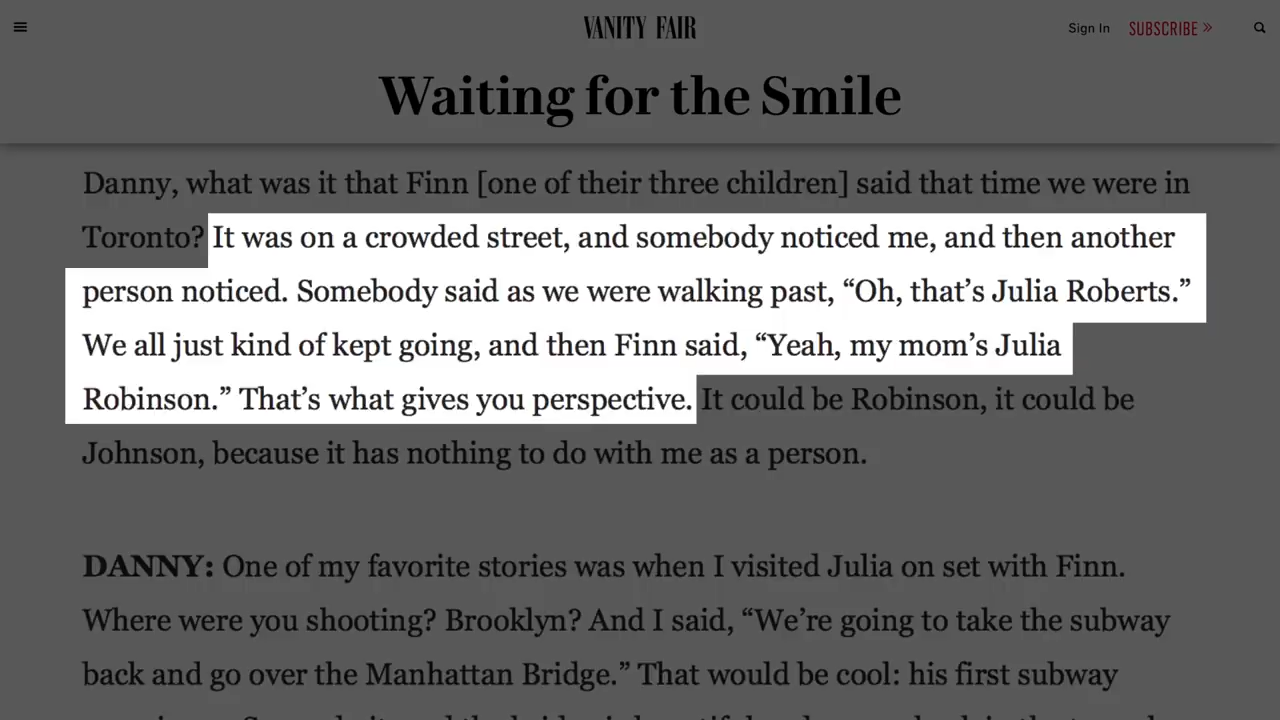 VANITY FAIR
Sign In
SUBSCRIBE »
Waiting for the Smile
Danny, what was it that Finn [one of their three children] said that time we were in
Toronto? It was on a crowded street, and somebody noticed me, and then another
person noticed. Somebody said as we were walking past, “Oh, that’s Julia Roberts.”
We all just kind of kept going, and then Finn said, “Yeah, my mom’s Julia
Robinson.” That’s what gives you perspective. It could be Robinson, it could be
Johnson, because it has nothing to do with me as a person.
DANNY: One of my favorite stories was when I visited Julia on set with Finn.
Where were you shooting? Brooklyn? And I said, “We’re going to take the subway
back and go over the Manhattan Bridge.” That would be cool: his first subway